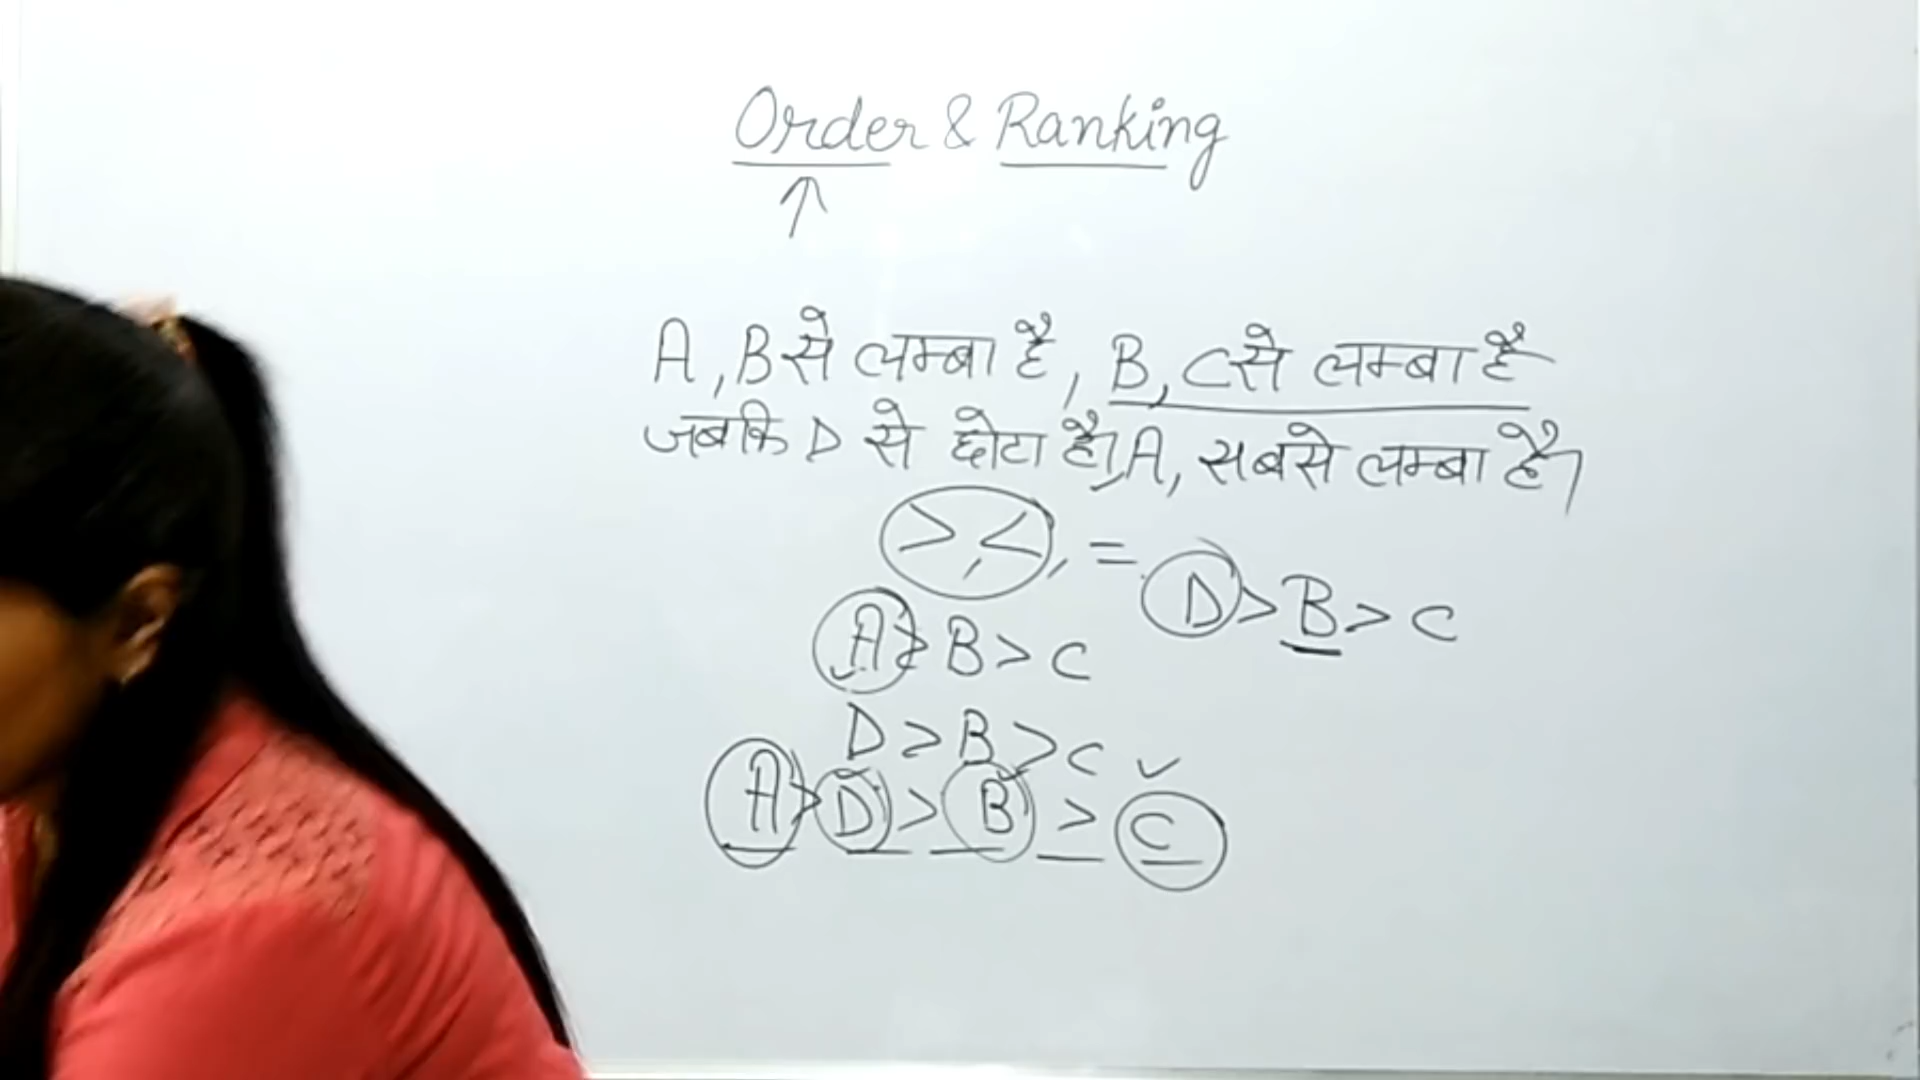 Order & Ranking
↑
A, B से लम्बा है, B, C से लम्बा है
जबकि D से छोटा है। A, सबसे लम्बा है।
>, <, =
D > B > C
A > B > C
D > B > C
A > D > B > C